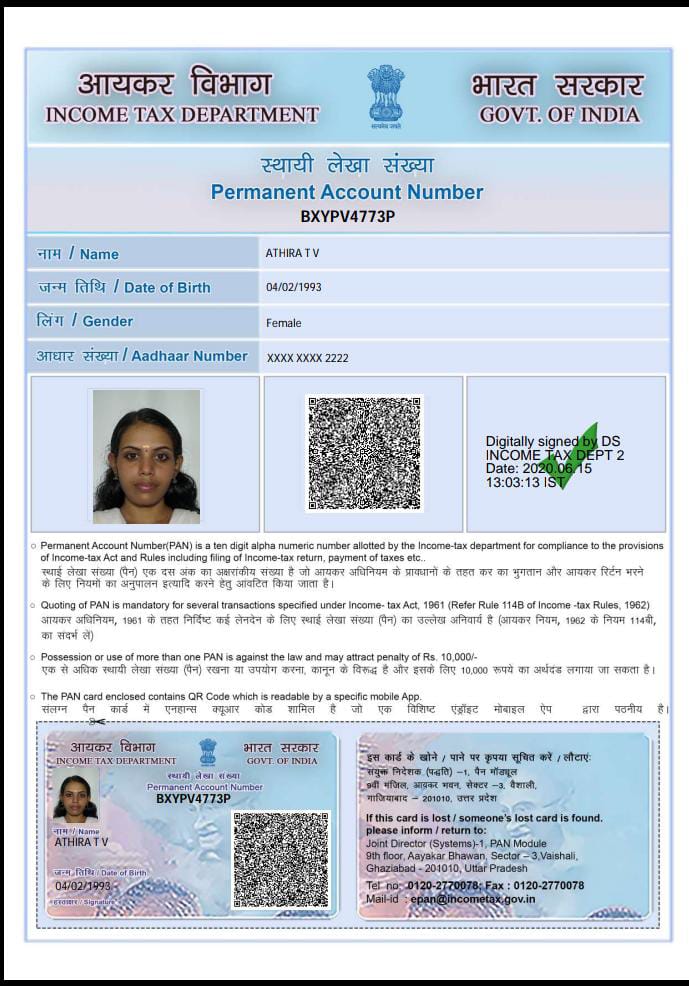 आयकर विभाग
INCOME TAX DEPARTMENT
सत्यमेव जयते
भारत सरकार
GOVT. OF INDIA
स्थायी लेखा संख्या
Permanent Account Number
BXYPV4773P
नाम / Name
ATHIRA T V
जन्म तिथि / Date of Birth
04/02/1993
लिंग / Gender
Female
आधार संख्या / Aadhaar Number
XXXX XXXX 2222
Digitally signed by DS
INCOME TAX DEPT 2
Date: 2020.06.15
13:03:13 IST
Permanent Account Number(PAN) is a ten digit alpha numeric number allotted by the Income-tax department for compliance to the provisions
of Income-tax Act and Rules including filing of Income-tax return, payment of taxes etc..
स्थाई लेखा संख्या (पैन) एक दस अंक का अक्षरांकीय संख्या है जो आयकर अधिनियम के प्रावधानों के तहत कर का भुगतान और आयकर रिटर्न भरने
के लिए नियमों का अनुपालन इत्यादि करने हेतु आवंटित किया जाता है।
Quoting of PAN is mandatory for several transactions specified under Income- tax Act, 1961 (Refer Rule 114B of Income -tax Rules, 1962)
आयकर अधिनियम, 1961 के तहत निर्दिष्ट कई लेनदेन के लिए स्थाई लेखा संख्या (पैन) का उल्लेख अनिवार्य है (आयकर नियम, 1962 के नियम 114बी,
का संदर्भ लें)
Possession or use of more than one PAN is against the law and may attract penalty of Rs. 10,000/-
एक से अधिक स्थायी लेखा संख्या (पैन) रखना या उपयोग करना, कानून के विरूद्ध है और इसके लिए 10,000 रूपये का अर्थदंड लगाया जा सकता है।
The PAN card enclosed contains QR Code which is readable by a specific mobile App.
संलग्न पैन कार्ड में एनहान्स क्यूआर कोड शामिल है जो एक विशिष्ट एंड्रॉइट मोबाइल ऐप द्वारा पठनीय है।
आयकर विभाग
INCOME TAX DEPARTMENT
भारत सरकार
GOVT. OF INDIA
स्थायी लेखा संख्या
Permanent Account Number
BXYPV4773P
नाम / Name
ATHIRA T V
जन्म तिथि / Date of Birth
04/02/1993
हस्ताक्षर / Signature
इस कार्ड के खोने / पाने पर कृपया सूचित करें / लौटाएं:
संयुक्त निदेशक (पद्धति) –1, पैन मॉड्यूल
9वीं मंजिल, आयकर भवन, सेक्टर –3, वैशाली,
गाजियाबाद – 201010, उत्तर प्रदेश
If this card is lost / someone's lost card is found.
please inform / return to:
Joint Director (Systems)-1, PAN Module
9th floor, Aayakar Bhawan, Sector – 3,Vaishali,
Ghaziabad - 201010, Uttar Pradesh
Tel no: 0120-2770078; Fax : 0120-2770078
Mail-id : epan@incometax.gov.in